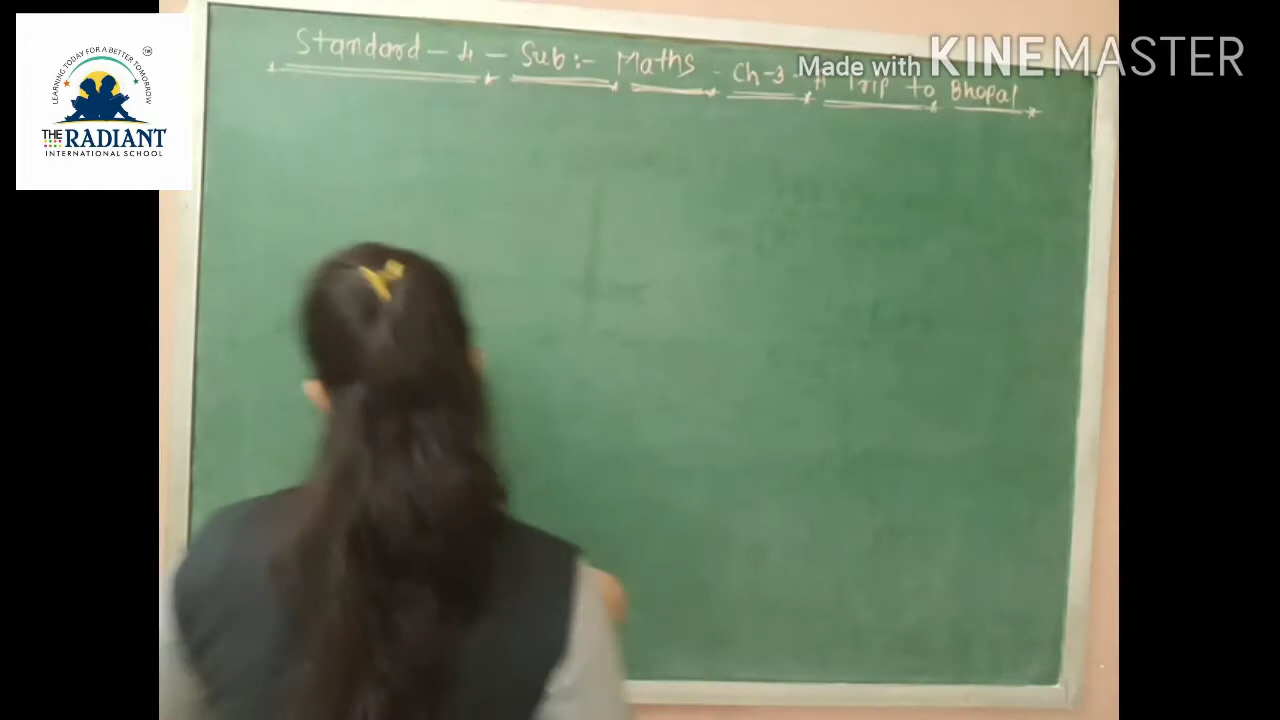 LEARNING TODAY FOR A BETTER TOMORROW
TM
THE RADIANT
INTERNATIONAL SCHOOL
Standard - 4 - Sub :- Maths - Ch-3 - A Trip to Bhopal
Made with KINEMASTER